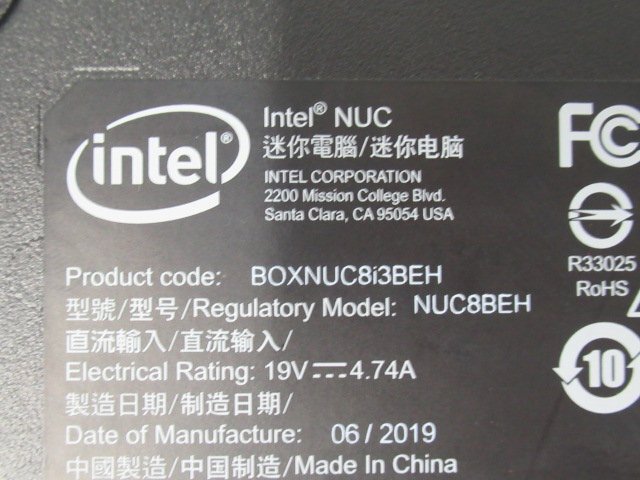 intel®
Intel® NUC
迷你電腦/迷你电脑
INTEL CORPORATION
2200 Mission College Blvd.
Santa Clara, CA 95054 USA
FC
R33025
RoHS
10
Product code: BOXNUC8i3BEH
型號/型号/Regulatory Model: NUC8BEH
直流輸入/直流输入/
Electrical Rating: 19V⎓4.74A
製造日期/制造日期/
Date of Manufacture: 06 / 2019
中國製造/中国制造/Made In China